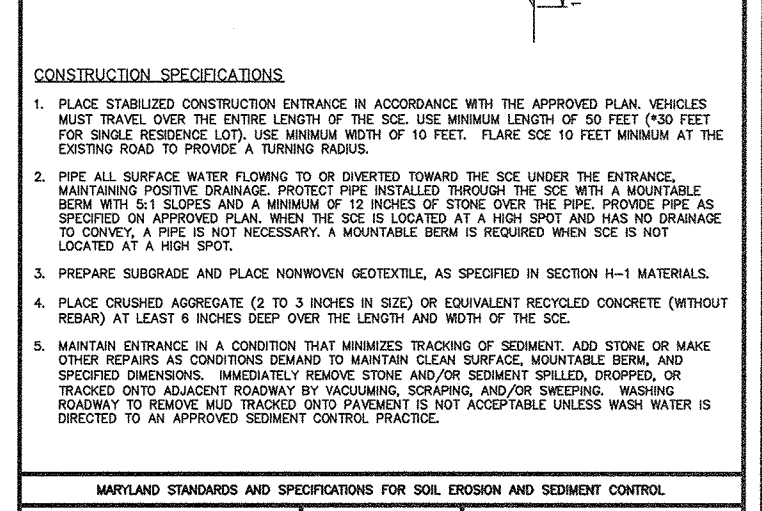 CONSTRUCTION SPECIFICATIONS
1. PLACE STABILIZED CONSTRUCTION ENTRANCE IN ACCORDANCE WITH THE APPROVED PLAN. VEHICLES
MUST TRAVEL OVER THE ENTIRE LENGTH OF THE SCE. USE MINIMUM LENGTH OF 50 FEET (*30 FEET
FOR SINGLE RESIDENCE LOT). USE MINIMUM WIDTH OF 10 FEET. FLARE SCE 10 FEET MINIMUM AT THE
EXISTING ROAD TO PROVIDE A TURNING RADIUS.
2. PIPE ALL SURFACE WATER FLOWING TO OR DIVERTED TOWARD THE SCE UNDER THE ENTRANCE,
MAINTAINING POSITIVE DRAINAGE. PROTECT PIPE INSTALLED THROUGH THE SCE WITH A MOUNTABLE
BERM WITH 5:1 SLOPES AND A MINIMUM OF 12 INCHES OF STONE OVER THE PIPE. PROVIDE PIPE AS
SPECIFIED ON APPROVED PLAN. WHEN THE SCE IS LOCATED AT A HIGH SPOT AND HAS NO DRAINAGE
TO CONVEY, A PIPE IS NOT NECESSARY. A MOUNTABLE BERM IS REQUIRED WHEN SCE IS NOT
LOCATED AT A HIGH SPOT.
3. PREPARE SUBGRADE AND PLACE NONWOVEN GEOTEXTILE, AS SPECIFIED IN SECTION H-1 MATERIALS.
4. PLACE CRUSHED AGGREGATE (2 TO 3 INCHES IN SIZE) OR EQUIVALENT RECYCLED CONCRETE (WITHOUT
REBAR) AT LEAST 6 INCHES DEEP OVER THE LENGTH AND WIDTH OF THE SCE.
5. MAINTAIN ENTRANCE IN A CONDITION THAT MINIMIZES TRACKING OF SEDIMENT. ADD STONE OR MAKE
OTHER REPAIRS AS CONDITIONS DEMAND TO MAINTAIN CLEAN SURFACE, MOUNTABLE BERM, AND
SPECIFIED DIMENSIONS. IMMEDIATELY REMOVE STONE AND/OR SEDIMENT SPILLED, DROPPED, OR
TRACKED ONTO ADJACENT ROADWAY BY VACUUMING, SCRAPING, AND/OR SWEEPING. WASHING
ROADWAY TO REMOVE MUD TRACKED ONTO PAVEMENT IS NOT ACCEPTABLE UNLESS WASH WATER IS
DIRECTED TO AN APPROVED SEDIMENT CONTROL PRACTICE.
MARYLAND STANDARDS AND SPECIFICATIONS FOR SOIL EROSION AND SEDIMENT CONTROL